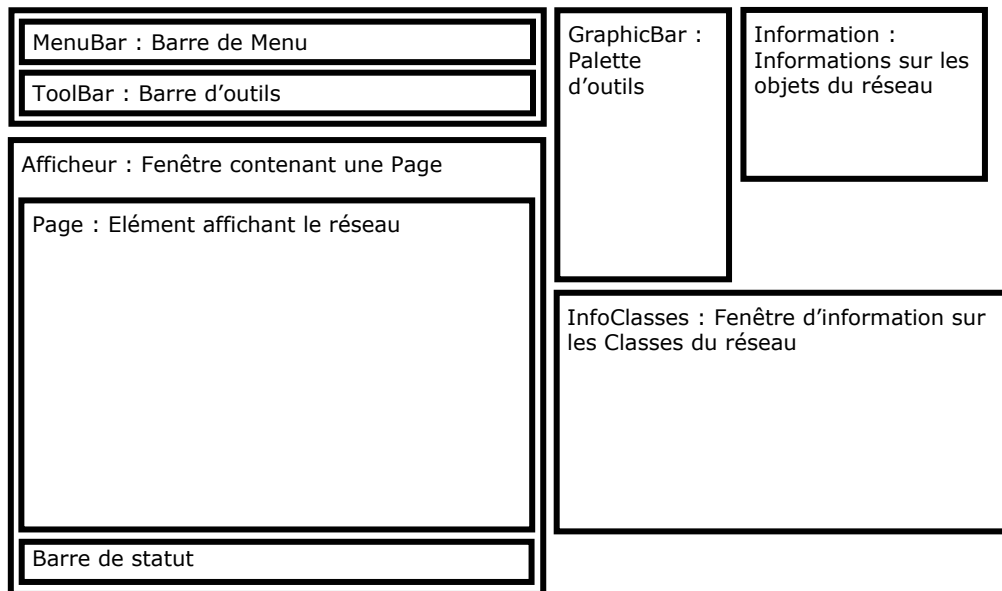 MenuBar : Barre de Menu
ToolBar : Barre d’outils
Afficheur : Fenêtre contenant une Page
Page : Elément affichant le réseau
Barre de statut
GraphicBar :
Palette
d’outils
Information :
Informations sur les
objets du réseau
InfoClasses : Fenêtre d’information sur
les Classes du réseau